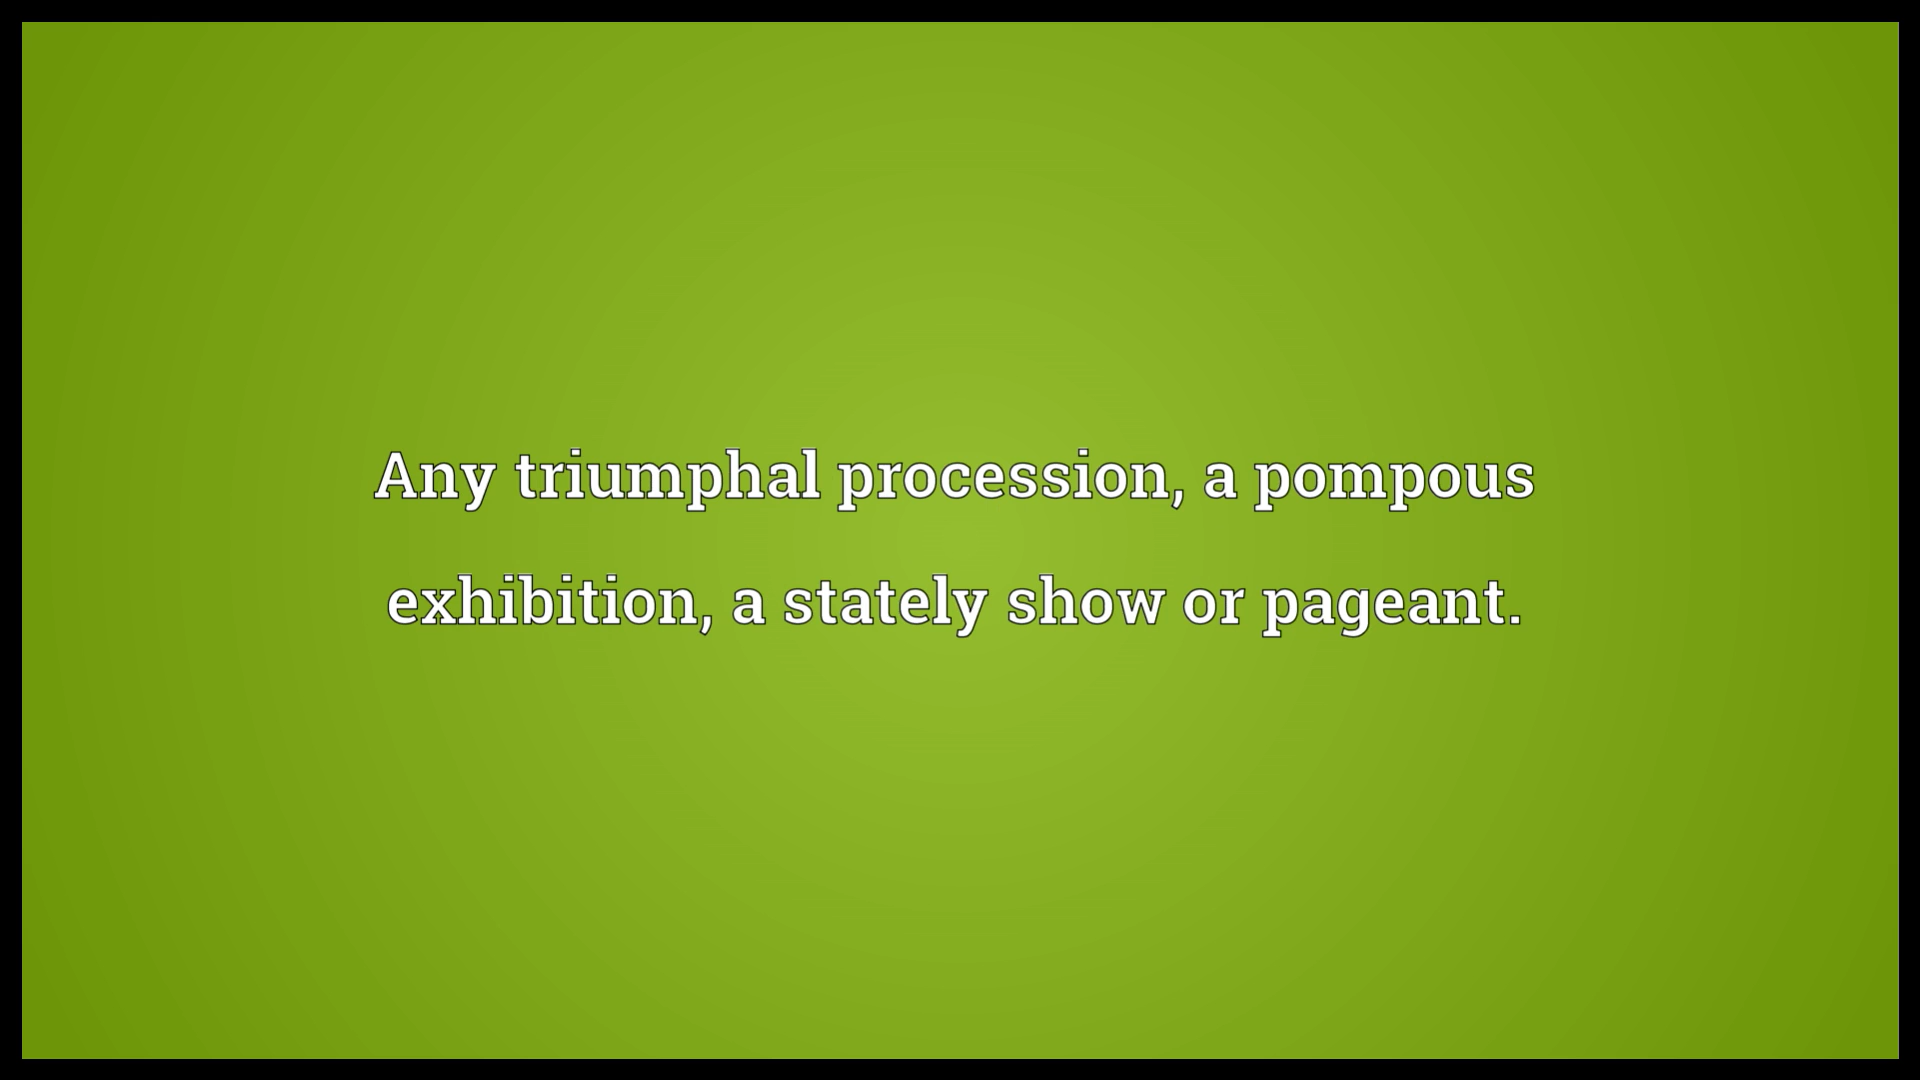 Any triumphal procession, a pompous
exhibition, a stately show or pageant.